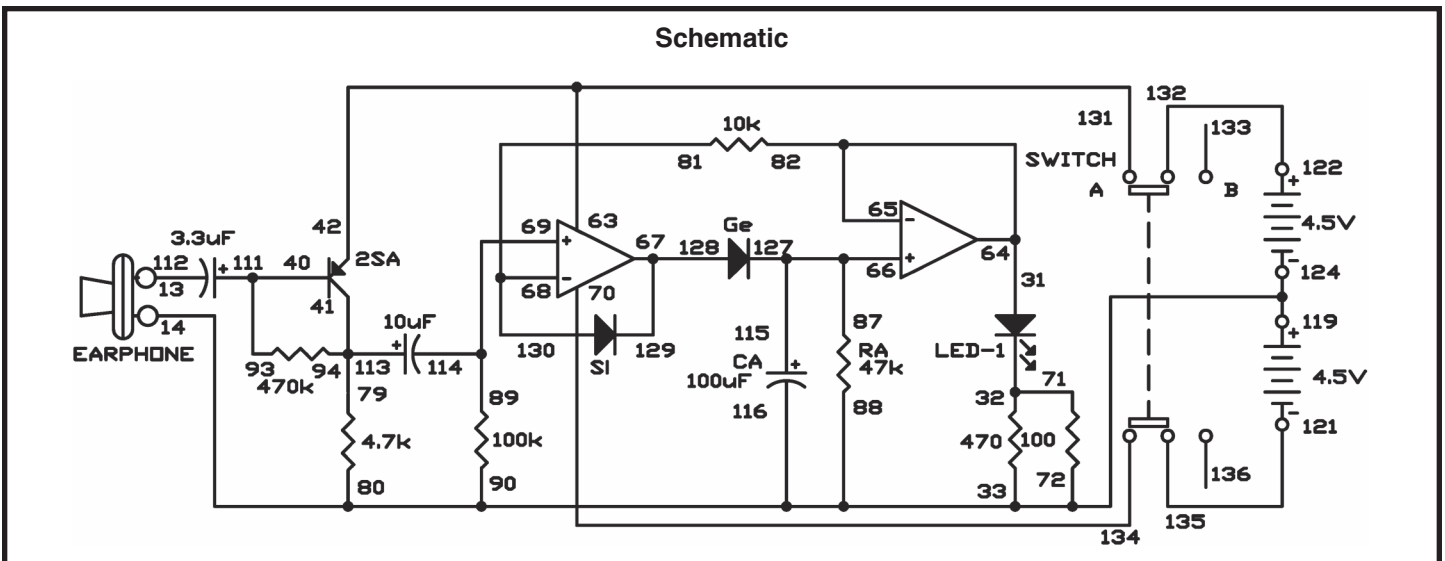 Schematic
132
131
133
10k
81 82
SWITCH
A B
122
+
4.5V
-
124
42
3.3uF
69 63
+
67
Ge
65
-
112 + 111 40
2SA
128 127
66
+
64
13
-
68 70
31
41
119
+
14
10uF
EARPHONE
+
130 129
SI
115
87
LED-1
93 94 113 114
470k
CA +
100uF
RA
47k
71
4.5V
79
89
116
88
32
-
121
4.7k
100k
470 100
80
90
33
72
136
135
134